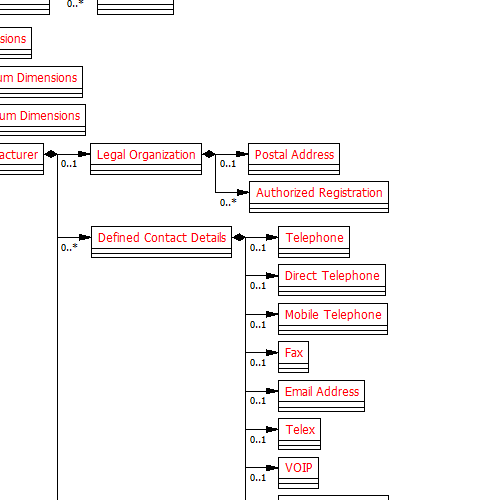 0..*
sions
um Dimensions
um Dimensions
acturer
0..1
Legal Organization
0..1
Postal Address
0..*
Authorized Registration
0..*
Defined Contact Details
0..1
Telephone
0..1
Direct Telephone
0..1
Mobile Telephone
0..1
Fax
0..1
Email Address
0..1
Telex
0..1
VOIP